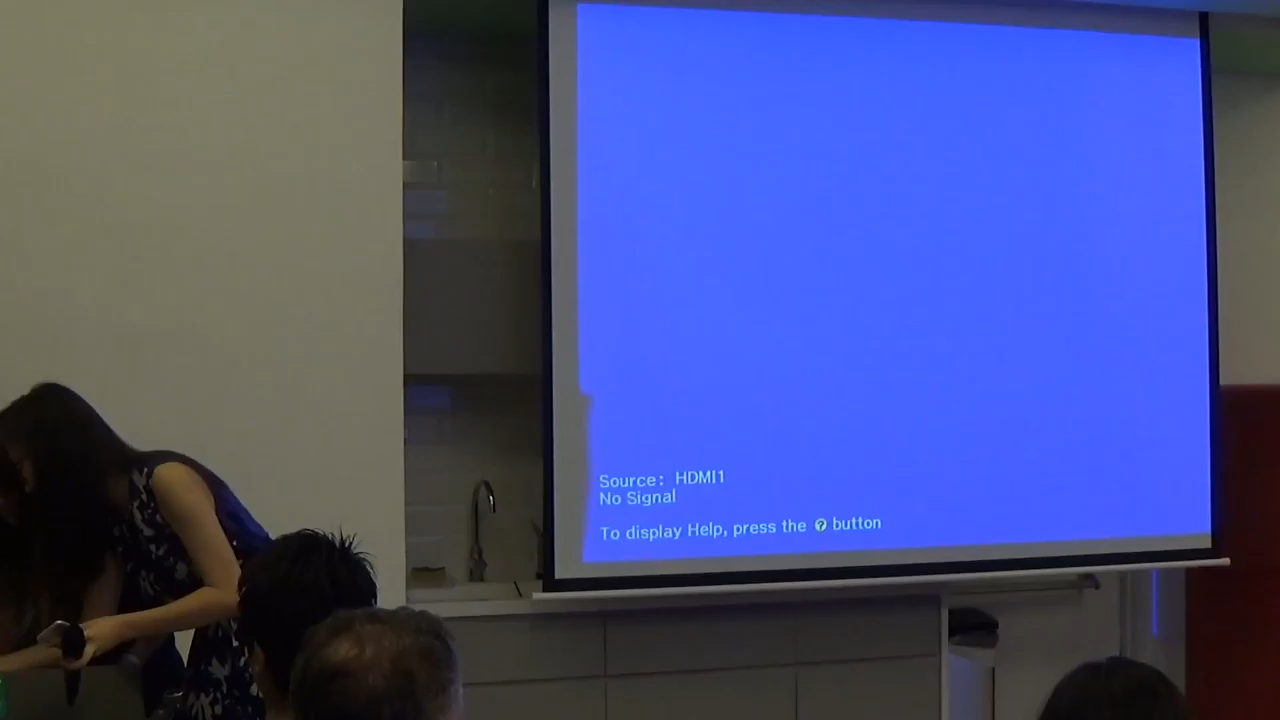 Source: HDMI1
No Signal
To display Help, press the ? button